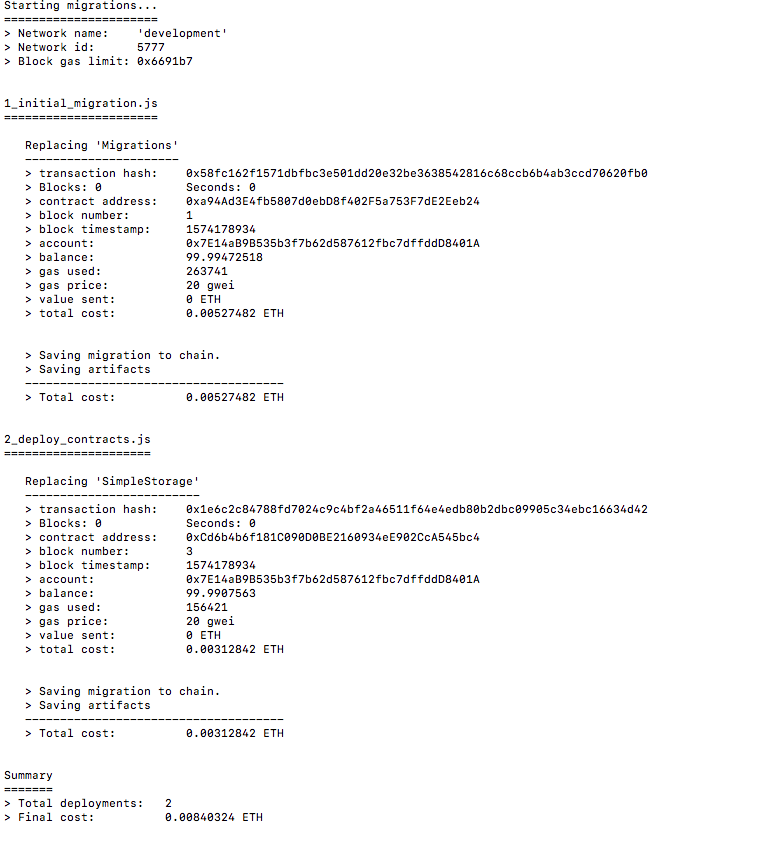 Starting migrations...
======================
> Network name:    'development'
> Network id:      5777
> Block gas limit: 0x6691b7
1_initial_migration.js
======================
Replacing 'Migrations'
----------------------
> transaction hash:    0x58fc162f1571dbfbc3e501dd20e32be3638542816c68ccb6b4ab3ccd70620fb0
> Blocks: 0            Seconds: 0
> contract address:    0xa94Ad3E4fb5807d0ebD8f402F5a753F7dE2Eeb24
> block number:        1
> block timestamp:     1574178934
> account:             0x7E14aB9B535b3f7b62d587612fbc7dffddD8401A
> balance:             99.99472518
> gas used:            263741
> gas price:           20 gwei
> value sent:          0 ETH
> total cost:          0.00527482 ETH
> Saving migration to chain.
> Saving artifacts
-------------------------------------
> Total cost:          0.00527482 ETH
2_deploy_contracts.js
=====================
Replacing 'SimpleStorage'
-------------------------
> transaction hash:    0x1e6c2c84788fd7024c9c4bf2a46511f64e4edb80b2dbc09905c34ebc16634d42
> Blocks: 0            Seconds: 0
> contract address:    0xCd6b4b6f181C090D0BE2160934eE902CcA545bc4
> block number:        3
> block timestamp:     1574178934
> account:             0x7E14aB9B535b3f7b62d587612fbc7dffddD8401A
> balance:             99.9907563
> gas used:            156421
> gas price:           20 gwei
> value sent:          0 ETH
> total cost:          0.00312842 ETH
> Saving migration to chain.
> Saving artifacts
-------------------------------------
> Total cost:          0.00312842 ETH
Summary
=======
> Total deployments:   2
> Final cost:          0.00840324 ETH